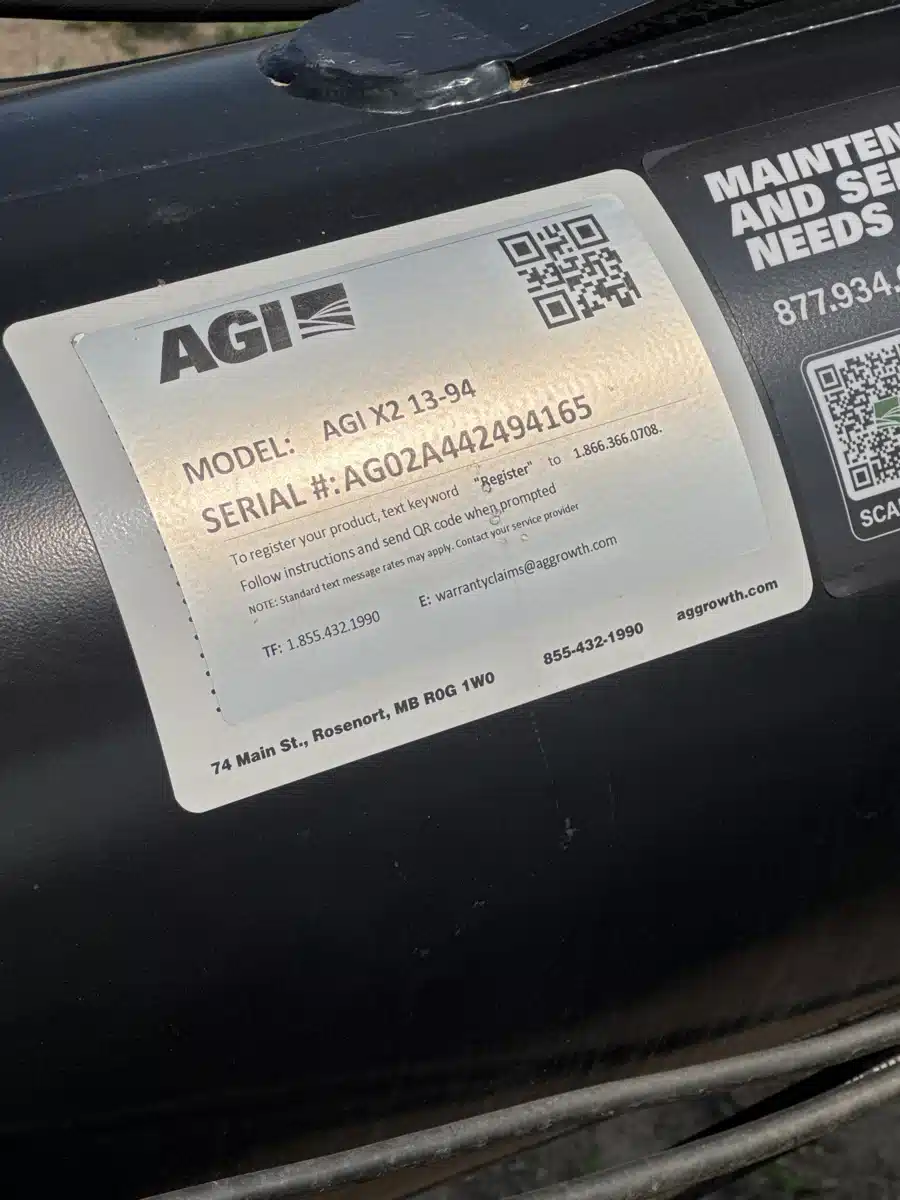 AGI
MODEL: AGI X2 13-94
SERIAL #: AG02A442494165
To register your product, text keyword "Register" to 1.866.366.0708.
Follow instructions and send QR code when prompted
NOTE: Standard text message rates may apply. Contact your service provider
TF: 1.855.432.1990 E: warrantyclaims@aggrowth.com
74 Main St., Rosenort, MB R0G 1W0 855-432-1990 aggrowth.com
MAINTEN
AND SE
NEEDS
877.934.
SCA